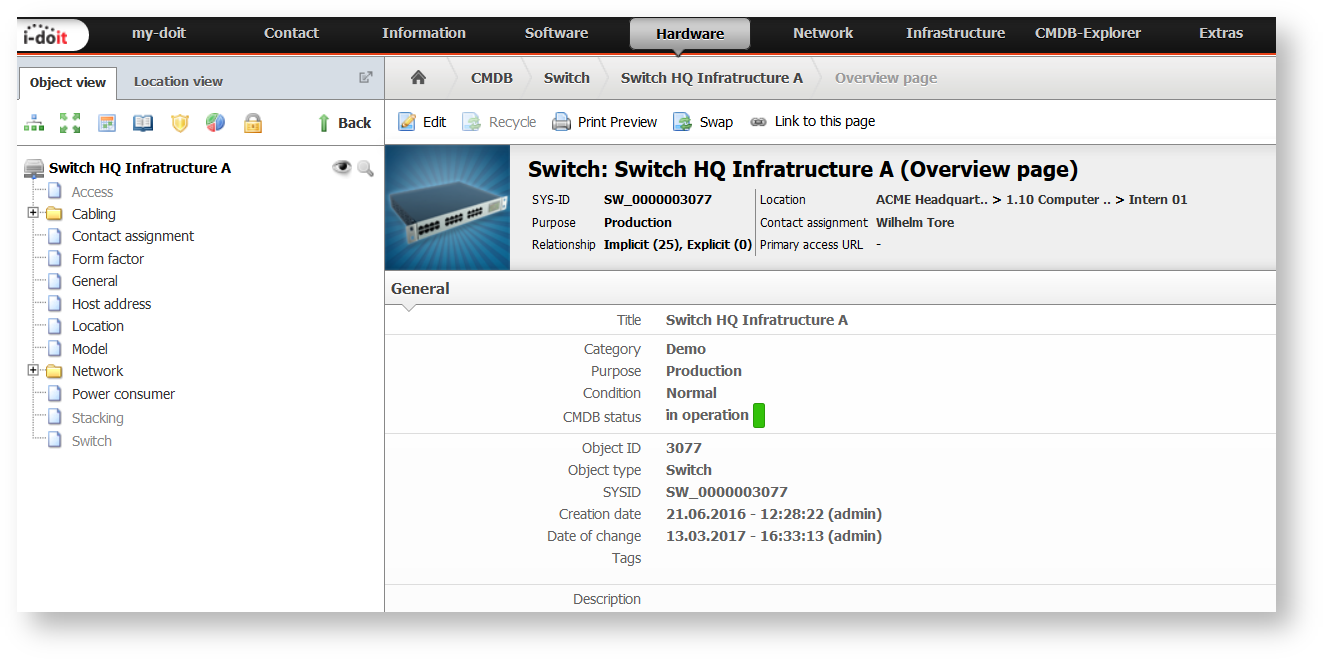 i-doit
my-doit Contact Information Software Hardware Network Infrastructure CMDB-Explorer Extras
Object view Location view
CMDB Switch Switch HQ Infratructure A Overview page
Back
Edit Recycle Print Preview Swap Link to this page
Switch HQ Infratructure A
Access
Cabling
Contact assignment
Form factor
General
Host address
Location
Model
Network
Power consumer
Stacking
Switch
Switch: Switch HQ Infratructure A (Overview page)
SYS-ID SW_0000003077 Location ACME Headquart.. > 1.10 Computer .. > Intern 01
Purpose Production Contact assignment Wilhelm Tore
Relationship Implicit (25), Explicit (0) Primary access URL -
General
Title Switch HQ Infratructure A
Category Demo
Purpose Production
Condition Normal
CMDB status in operation
Object ID 3077
Object type Switch
SYSID SW_0000003077
Creation date 21.06.2016 - 12:28:22 (admin)
Date of change 13.03.2017 - 16:33:13 (admin)
Tags
Description